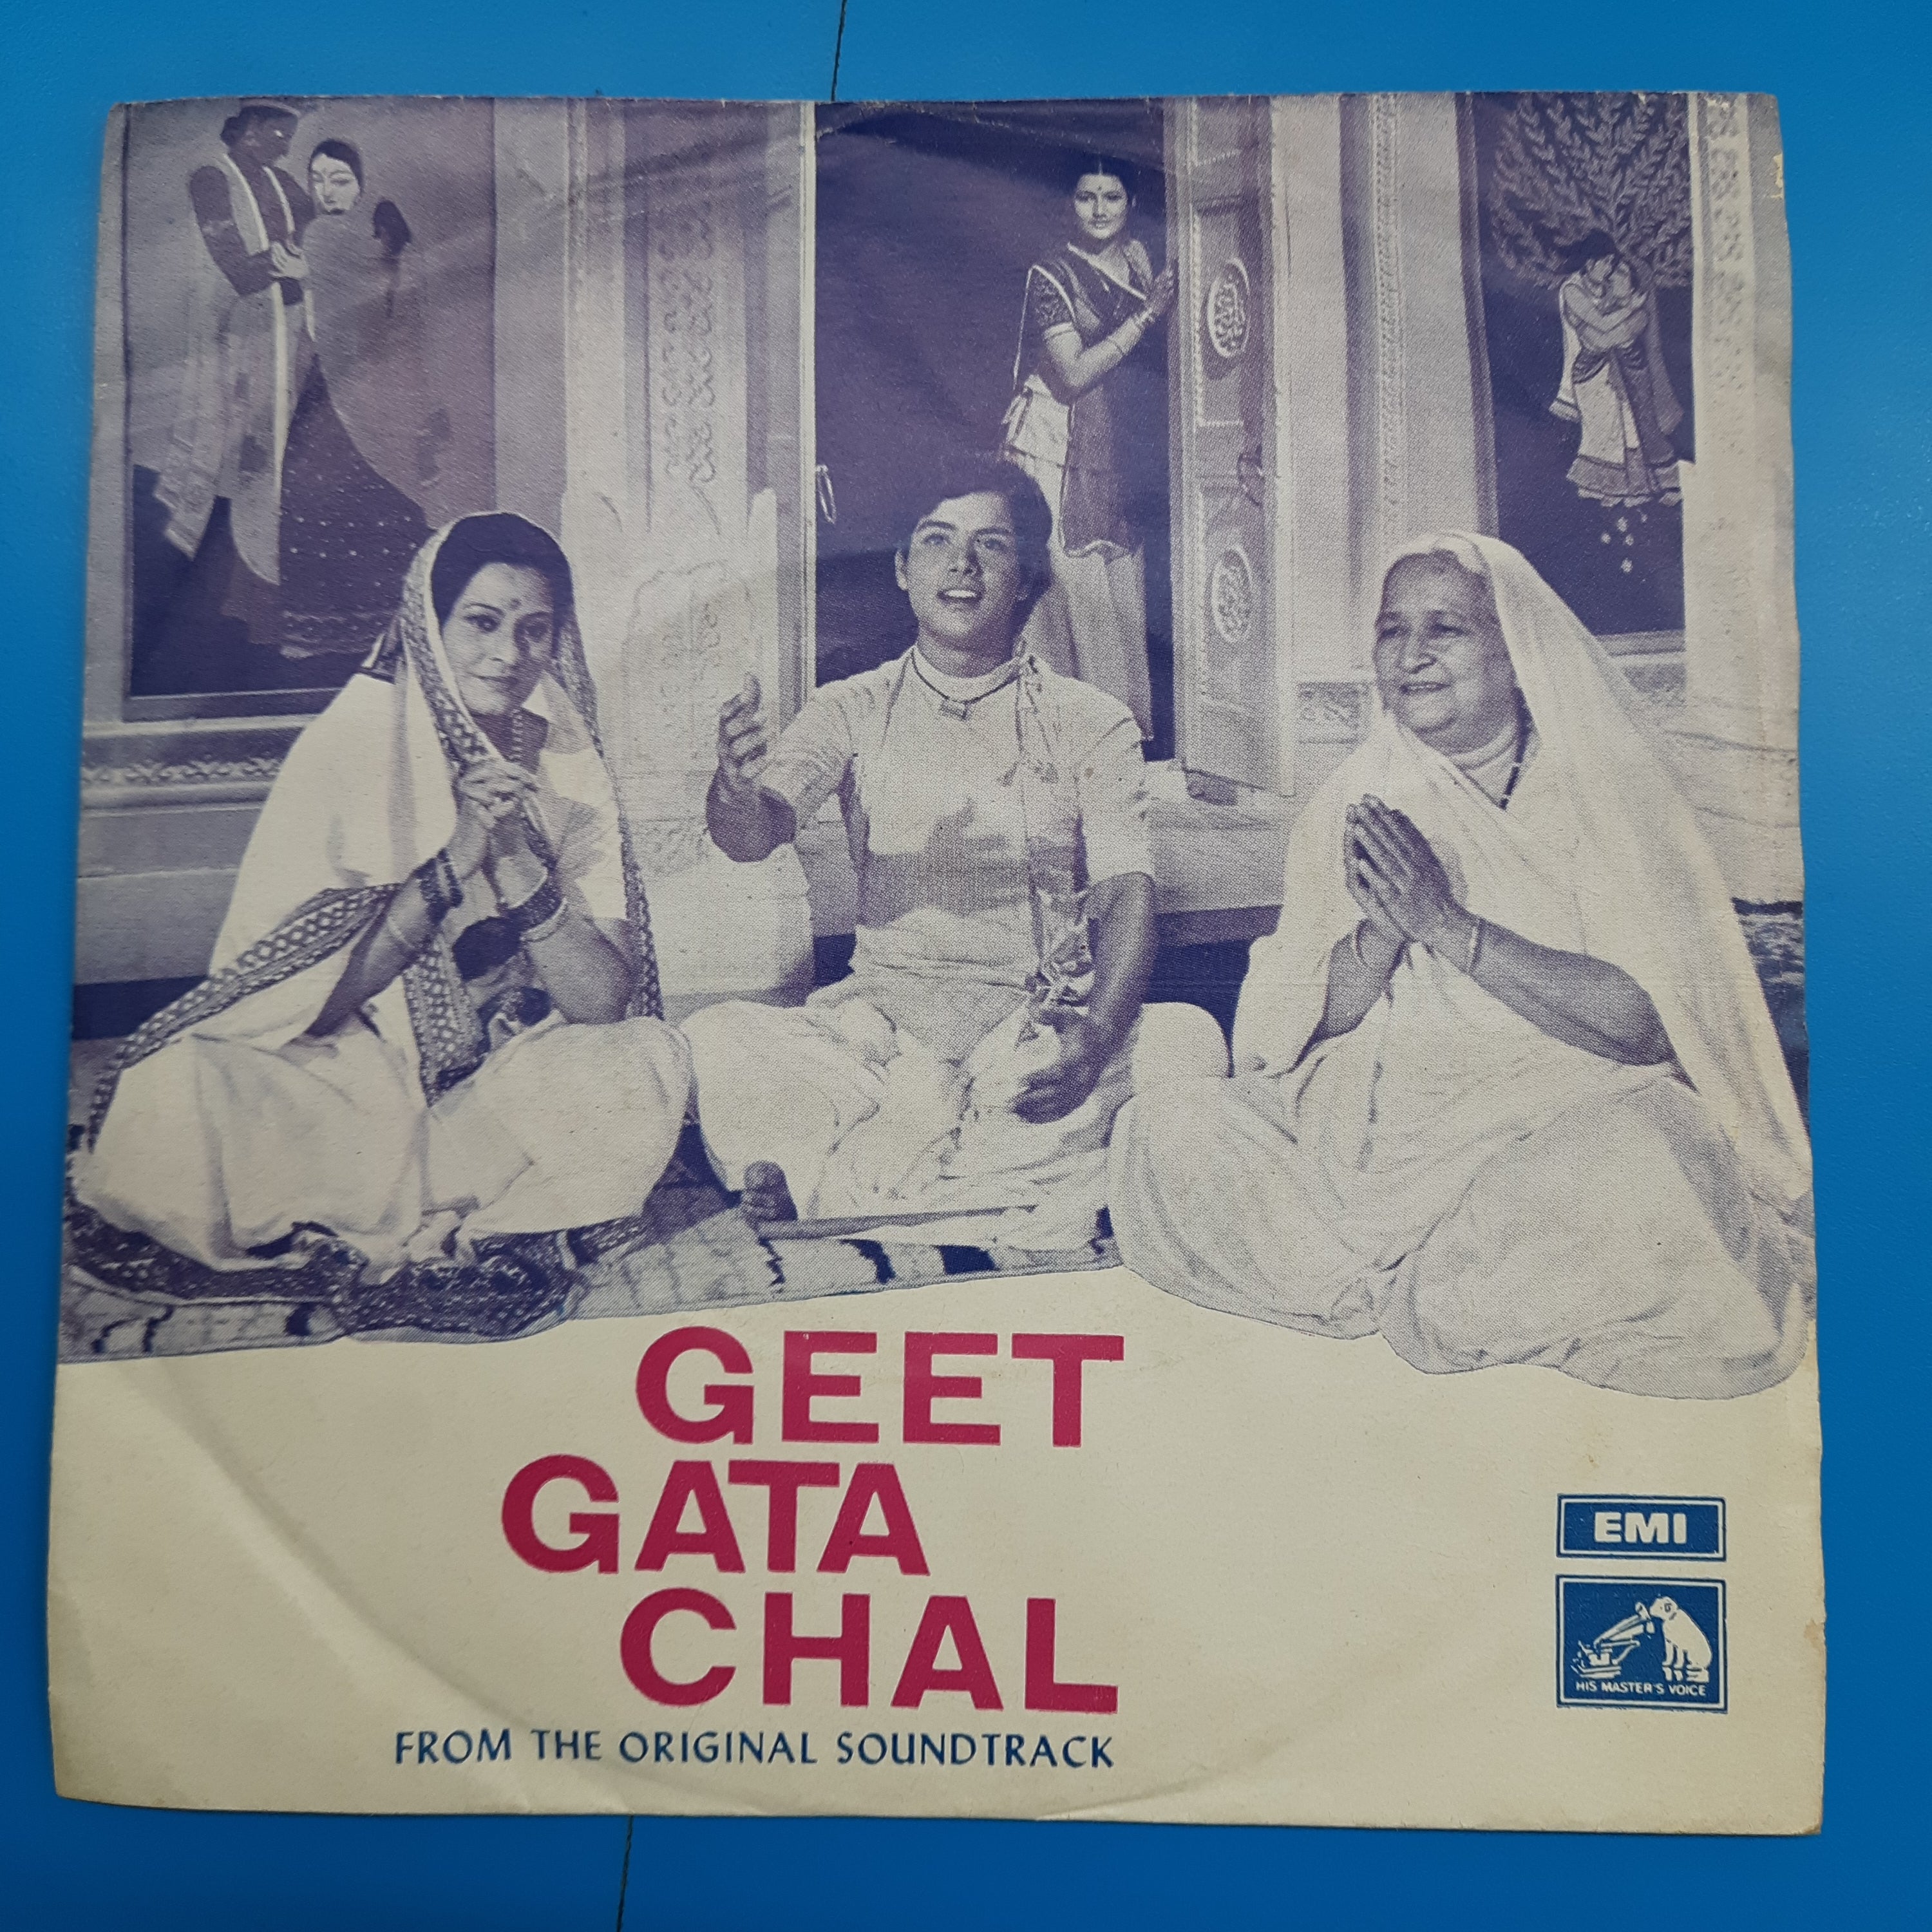 GEET
GATA
CHAL
FROM THE ORIGINAL SOUNDTRACK
EMI
HIS MASTER'S VOICE